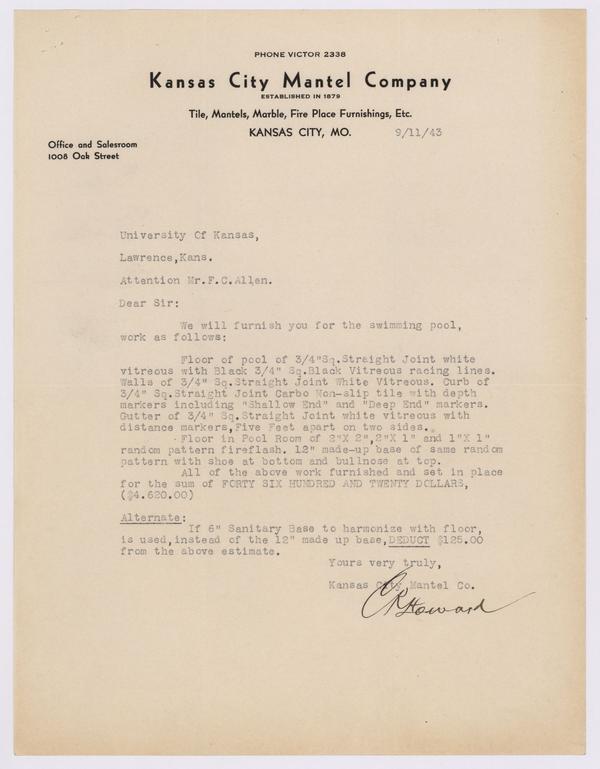 PHONE VICTOR 2338
Kansas City Mantel Company
ESTABLISHED IN 1879
Tile, Mantels, Marble, Fire Place Furnishings, Etc.
KANSAS CITY, MO. 9/11/43
Office and Salesroom
1008 Oak Street
University Of Kansas,
Lawrence,Kans.
Attention Mr.F.C.Allen.
Dear Sir:
We will furnish you for the swimming pool,
work as follows:
Floor of pool of 3/4"Sq.Straight Joint white
vitreous with Black 3/4" Sq.Black Vitreous racing lines.
Walls of 3/4" Sq.Straight Joint White Vitreous. Curb of
3/4" Sq.Straight Joint Carbo Non-slip tile with depth
markers including "Shallow End" and "Deep End" markers.
Gutter of 3/4" Sq.Straight Joint white vitreous with
distance markers,Five Feet apart on two sides.
Floor in Pool Room of 2"X 2",2"X 1" and 1"X 1"
random pattern fireflash. 12" made-up base of same random
pattern with shoe at bottom and bullnose at top.
All of the above work furnished and set in place
for the sum of FORTY SIX HUNDRED AND TWENTY DOLLARS,
($4.620.00)
Alternate:
If 6" Sanitary Base to harmonize with floor,
is used,instead of the 12" made up base,DEDUCT $125.00
from the above estimate.
Yours very truly,
Kansas City Mantel Co.
CR Howard